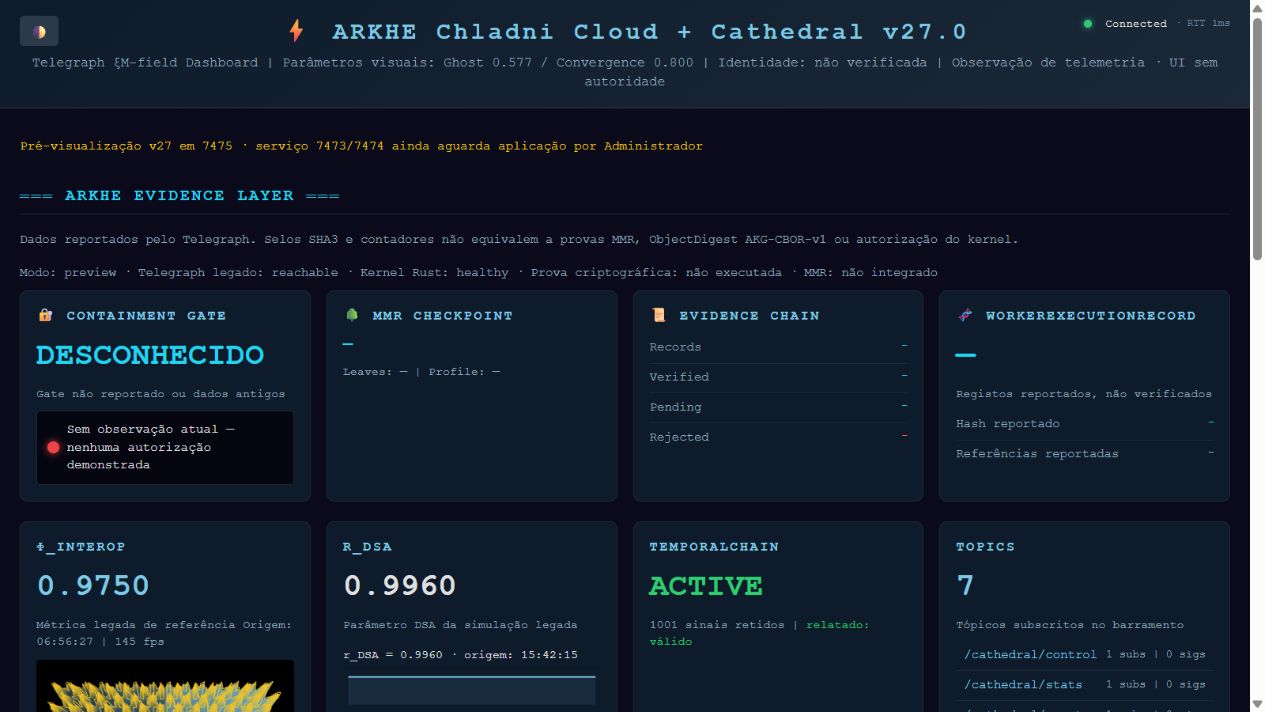 ARKHE Chladni Cloud + Cathedral v27.0
Connected · RTT 1ms
Telegraph ξM-field Dashboard | Parâmetros visuais: Ghost 0.577 / Convergence 0.800 | Identidade: não verificada | Observação de telemetria · UI sem
autoridade
Pré-visualização v27 em 7475 · serviço 7473/7474 ainda aguarda aplicação por Administrador
=== ARKHE EVIDENCE LAYER ===
Dados reportados pelo Telegraph. Selos SHA3 e contadores não equivalem a provas MMR, ObjectDigest AKG-CBOR-v1 ou autorização do kernel.
Modo: preview · Telegraph legado: reachable · Kernel Rust: healthy · Prova criptográfica: não executada · MMR: não integrado
CONTAINMENT GATE
DESCONHECIDO
Gate não reportado ou dados antigos
Sem observação atual —
nenhuma autorização
demonstrada
MMR CHECKPOINT
—
Leaves: — | Profile: —
EVIDENCE CHAIN
Records –
Verified –
Pending –
Rejected –
WORKEREXECUTIONRECORD
—
Registos reportados, não verificados
Hash reportado –
Referências reportadas –
Φ_INTEROP
0.9750
Métrica legada de referência Origem:
06:56:27 | 145 fps
R_DSA
0.9960
Parâmetro DSA da simulação legada
r_DSA = 0.9960 · origem: 15:42:15
TEMPORALCHAIN
ACTIVE
1001 sinais retidos | relatado:
válido
TOPICS
7
Tópicos subscritos no barramento
/cathedral/control 1 subs | 0 sigs
/cathedral/stats 1 subs | 0 sigs